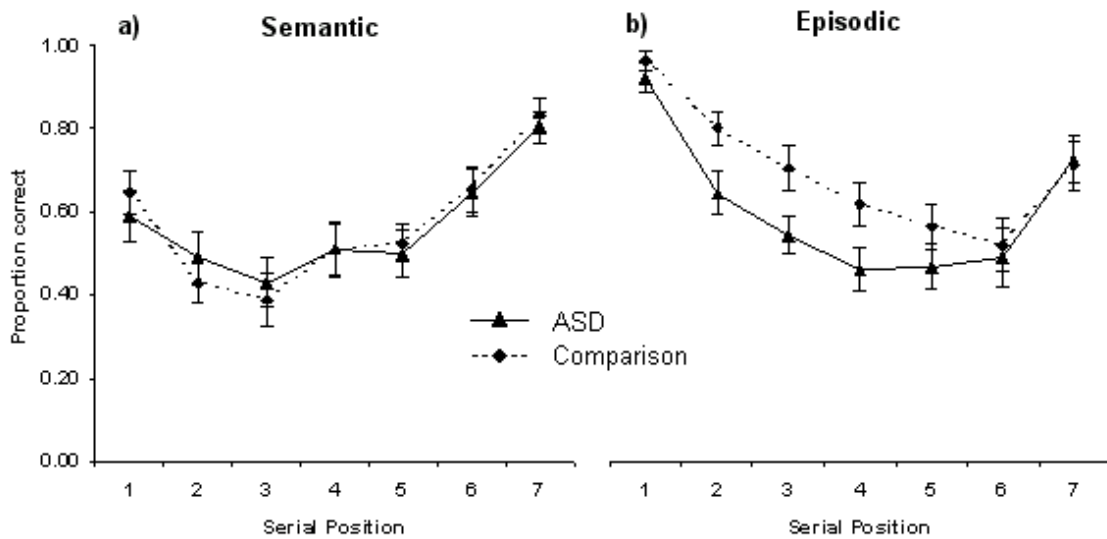 a) Semantic
b) Episodic
1.00
0.80
0.60
0.40
0.20
0.00
Proportion correct
ASD
Comparison
1 2 3 4 5 6 7
1 2 3 4 5 6 7
Serial Position
Serial Position